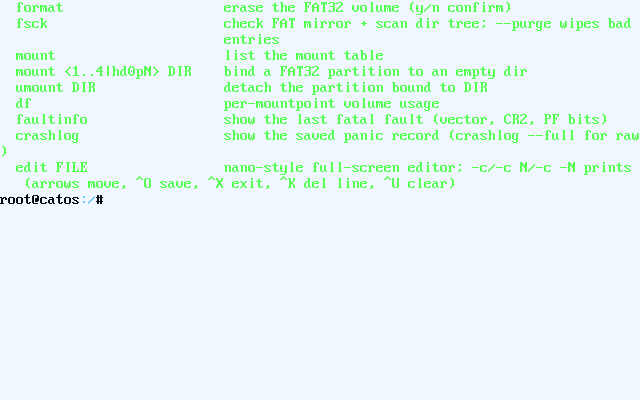 format erase the FAT32 volume (y/n confirm)
fsck check FAT mirror + scan dir tree; --purge wipes bad
entries
mount list the mount table
mount <1..4|hd0pN> DIR bind a FAT32 partition to an empty dir
umount DIR detach the partition bound to DIR
df per-mountpoint volume usage
faultinfo show the last fatal fault (vector, CR2, PF bits)
crashlog show the saved panic record (crashlog --full for raw
)
edit FILE nano-style full-screen editor; -c/-c N/-c -N prints
(arrows move, ^O save, ^X exit, ^K del line, ^U clear)
root@catos:/#